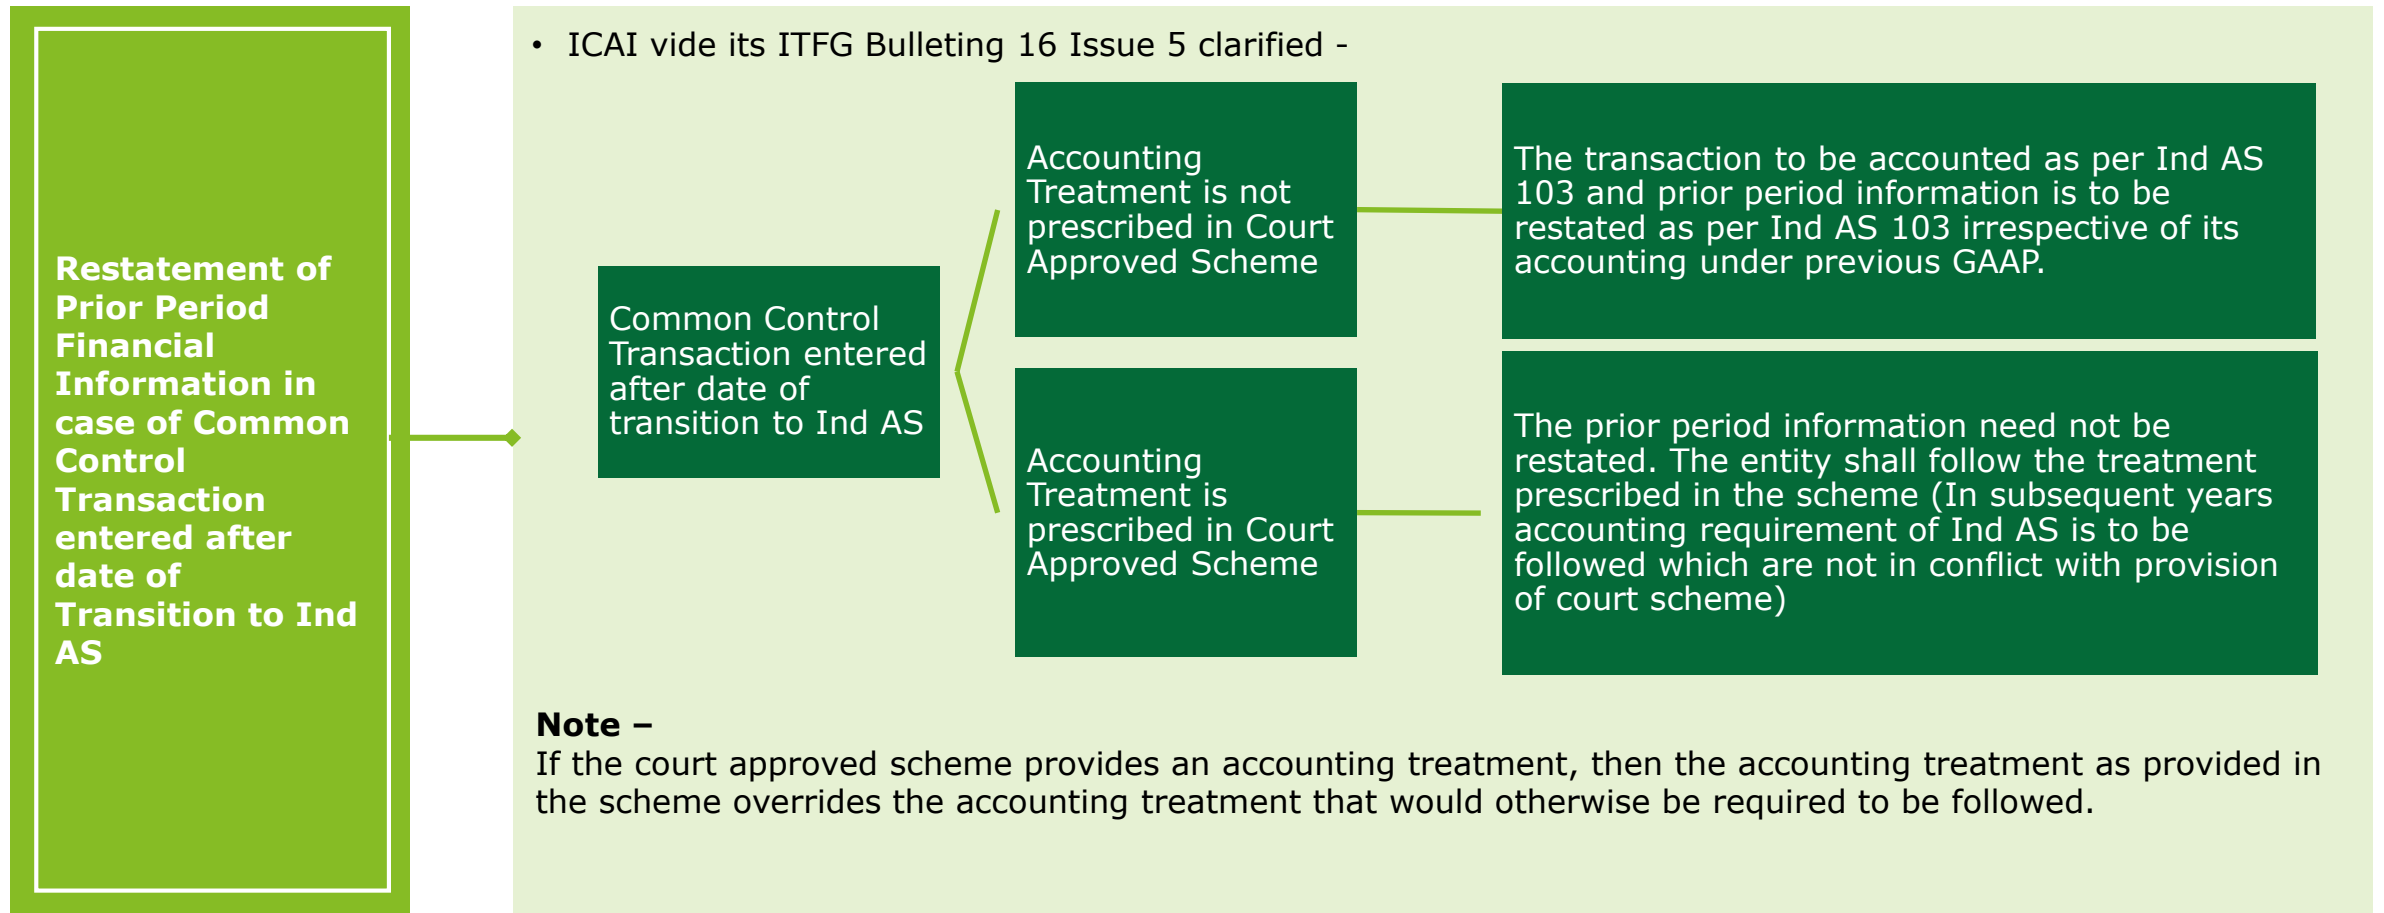 Restatement of
Prior Period
Financial
Information in
case of Common
Control
Transaction
entered after
date of
Transition to Ind
AS
• ICAI vide its ITFG Bulleting 16 Issue 5 clarified -
Common Control
Transaction entered
after date of
transition to Ind AS
Accounting
Treatment is not
prescribed in Court
Approved Scheme
The transaction to be accounted as per Ind AS
103 and prior period information is to be
restated as per Ind AS 103 irrespective of its
accounting under previous GAAP.
Accounting
Treatment is
prescribed in Court
Approved Scheme
The prior period information need not be
restated. The entity shall follow the treatment
prescribed in the scheme (In subsequent years
accounting requirement of Ind AS is to be
followed which are not in conflict with provision
of court scheme)
Note –
If the court approved scheme provides an accounting treatment, then the accounting treatment as provided in
the scheme overrides the accounting treatment that would otherwise be required to be followed.